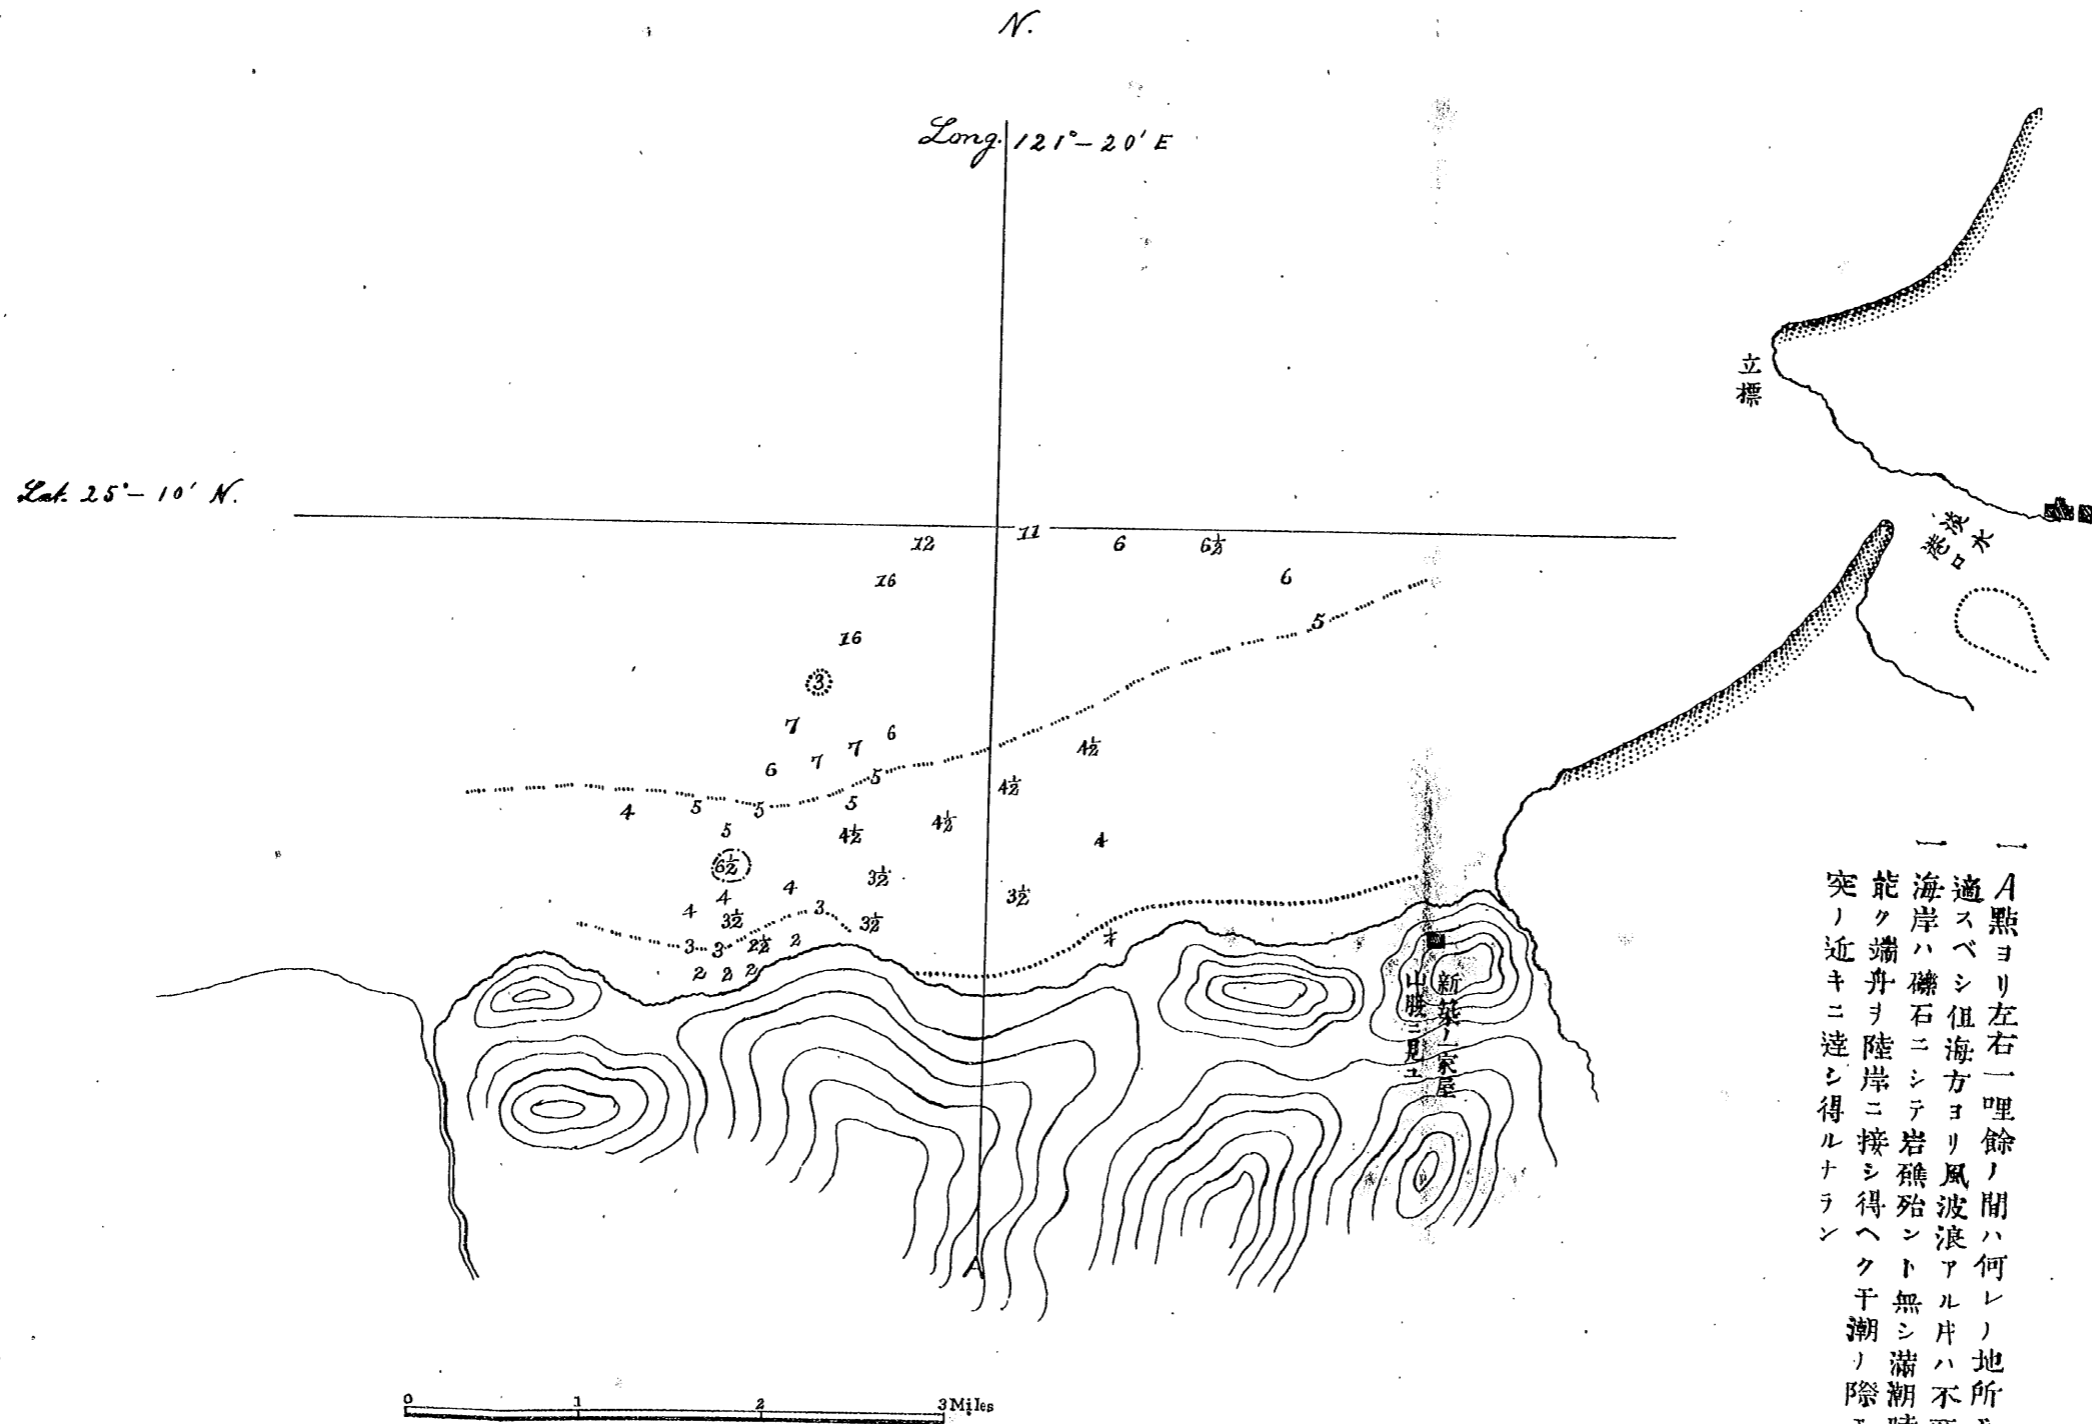 N.
Long. 121°-20' E
Lat. 25°-10' N.
立標
淡水
港口
12 11 6 6½
16 6
16 5
3
7 6
7 4½
6 7 5
4½
4 5 5 5
5 4½ 4½
4
6½
4 3½
4 4 3½
3
3½ 3½
3 3 2½ 2
2 2 2
新築ノ一家屋
山腰ニ見ユ
A
0 1 2 3 Miles
一 A點ヨリ左右一哩餘ノ間ハ何レノ地所
適スベシ但海方ヨリ風波浪アル时ハ不
一 海岸ハ礫石ニシテ岩礁殆ント無シ滿潮
能ク端舟ヲ陸岸ニ接シ得ヘク干潮ノ際
突ノ近キニ達シ得ルナラン